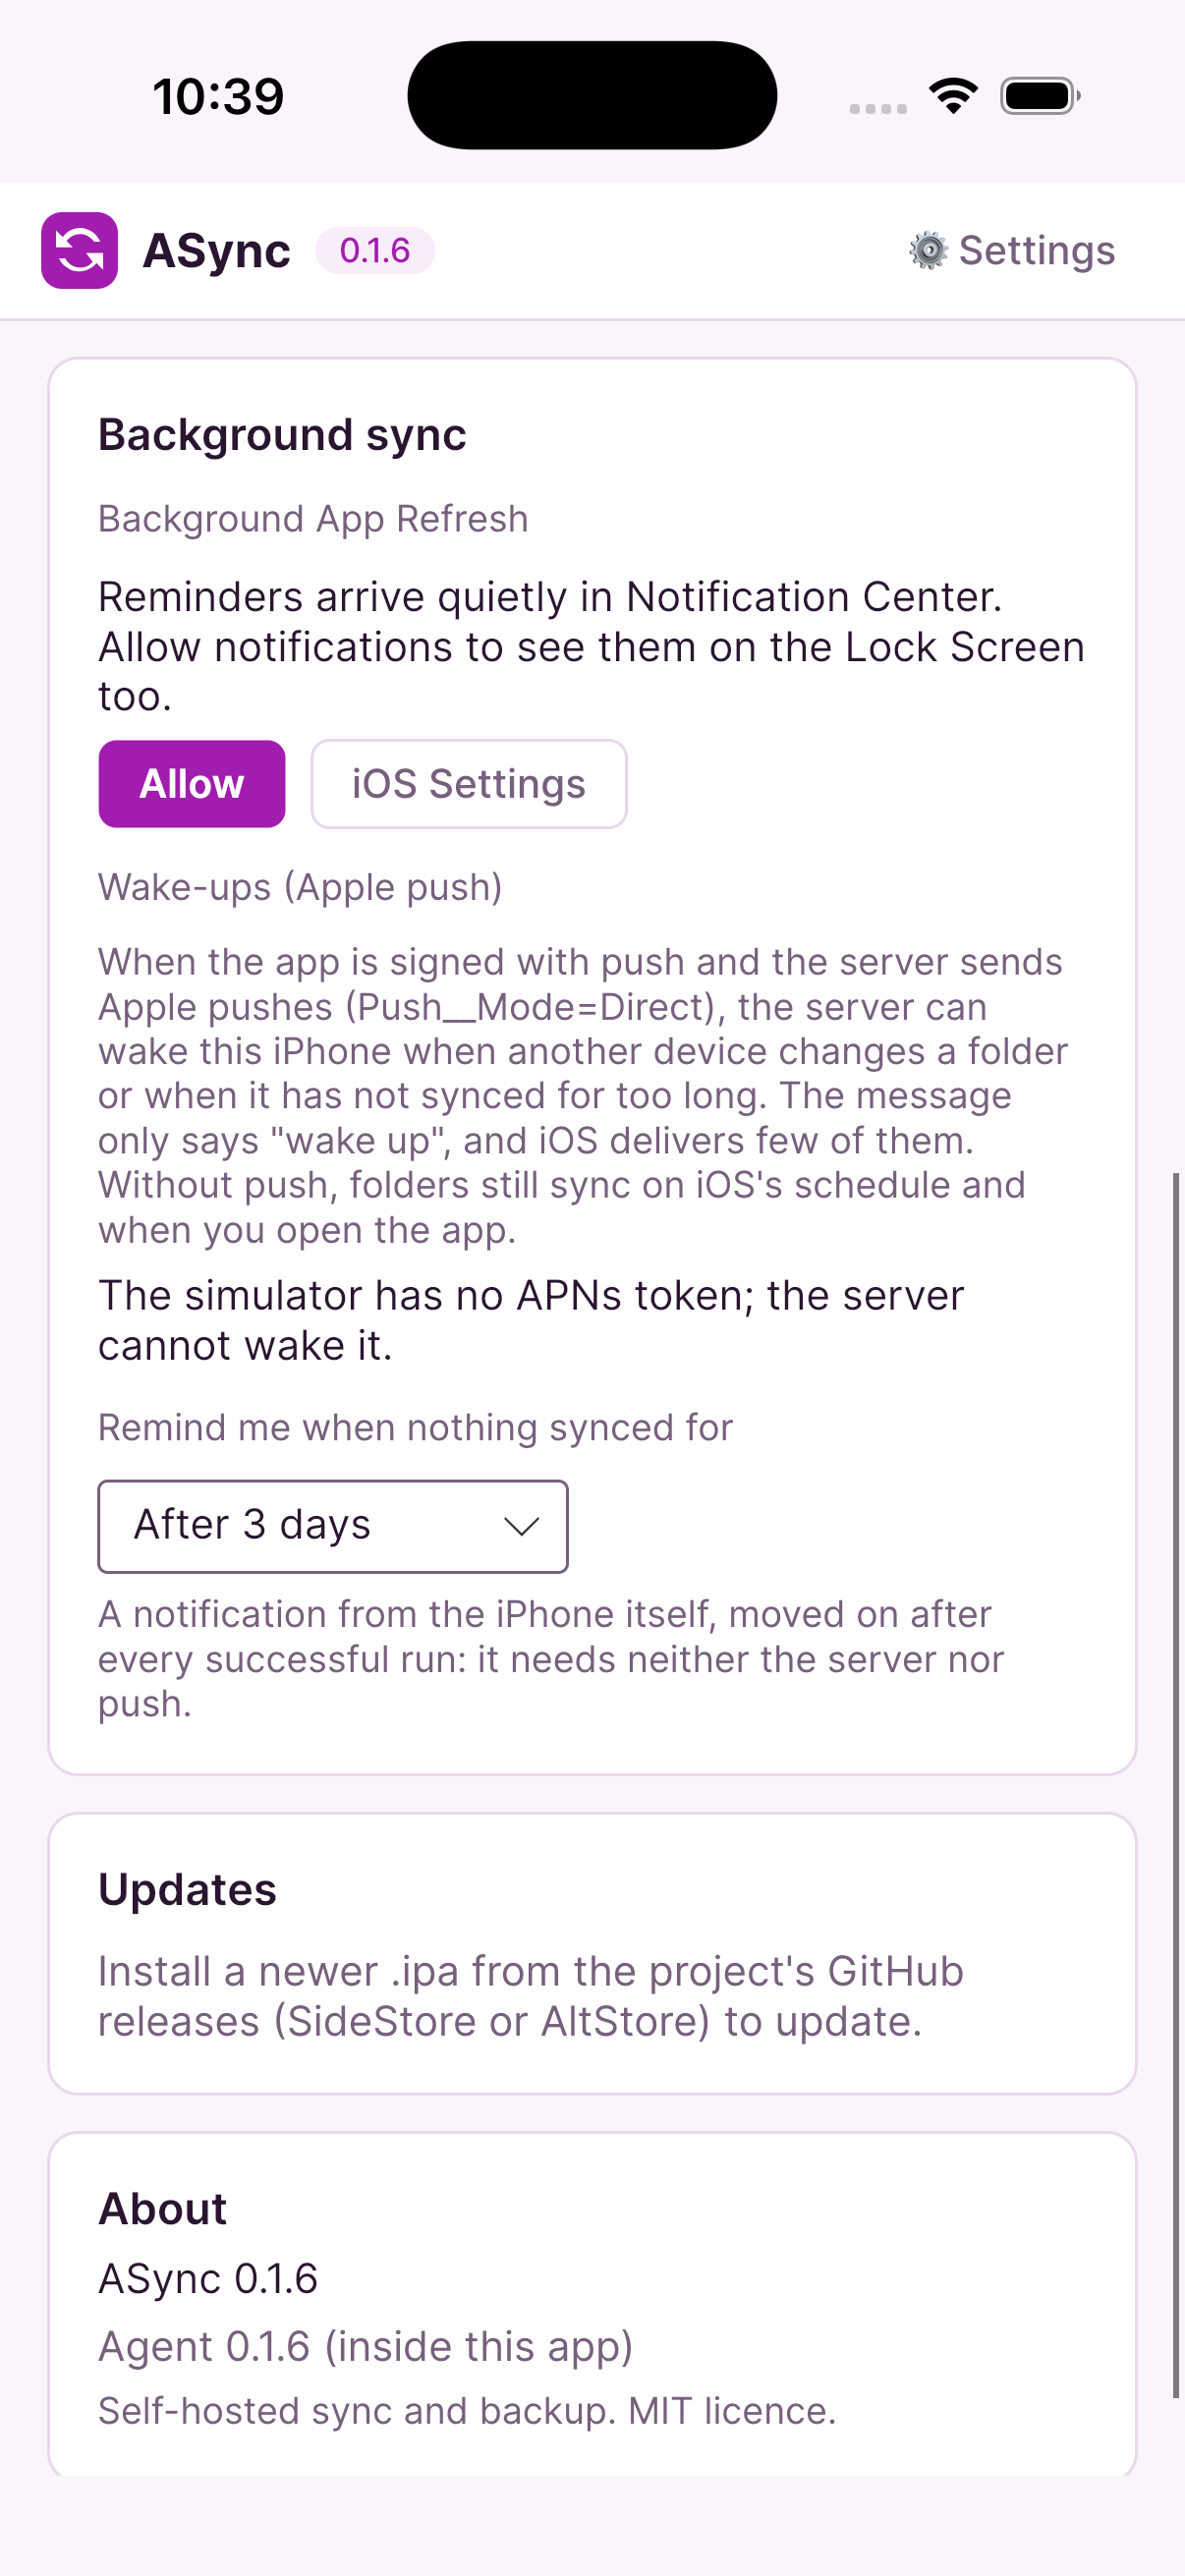 10:39
ASync 0.1.6
Settings
Background sync
Background App Refresh
Reminders arrive quietly in Notification Center.
Allow notifications to see them on the Lock Screen
too.
Allow
iOS Settings
Wake-ups (Apple push)
When the app is signed with push and the server sends
Apple pushes (Push__Mode=Direct), the server can
wake this iPhone when another device changes a folder
or when it has not synced for too long. The message
only says "wake up", and iOS delivers few of them.
Without push, folders still sync on iOS's schedule and
when you open the app.
The simulator has no APNs token; the server
cannot wake it.
Remind me when nothing synced for
After 3 days
A notification from the iPhone itself, moved on after
every successful run: it needs neither the server nor
push.
Updates
Install a newer .ipa from the project's GitHub
releases (SideStore or AltStore) to update.
About
ASync 0.1.6
Agent 0.1.6 (inside this app)
Self-hosted sync and backup. MIT licence.